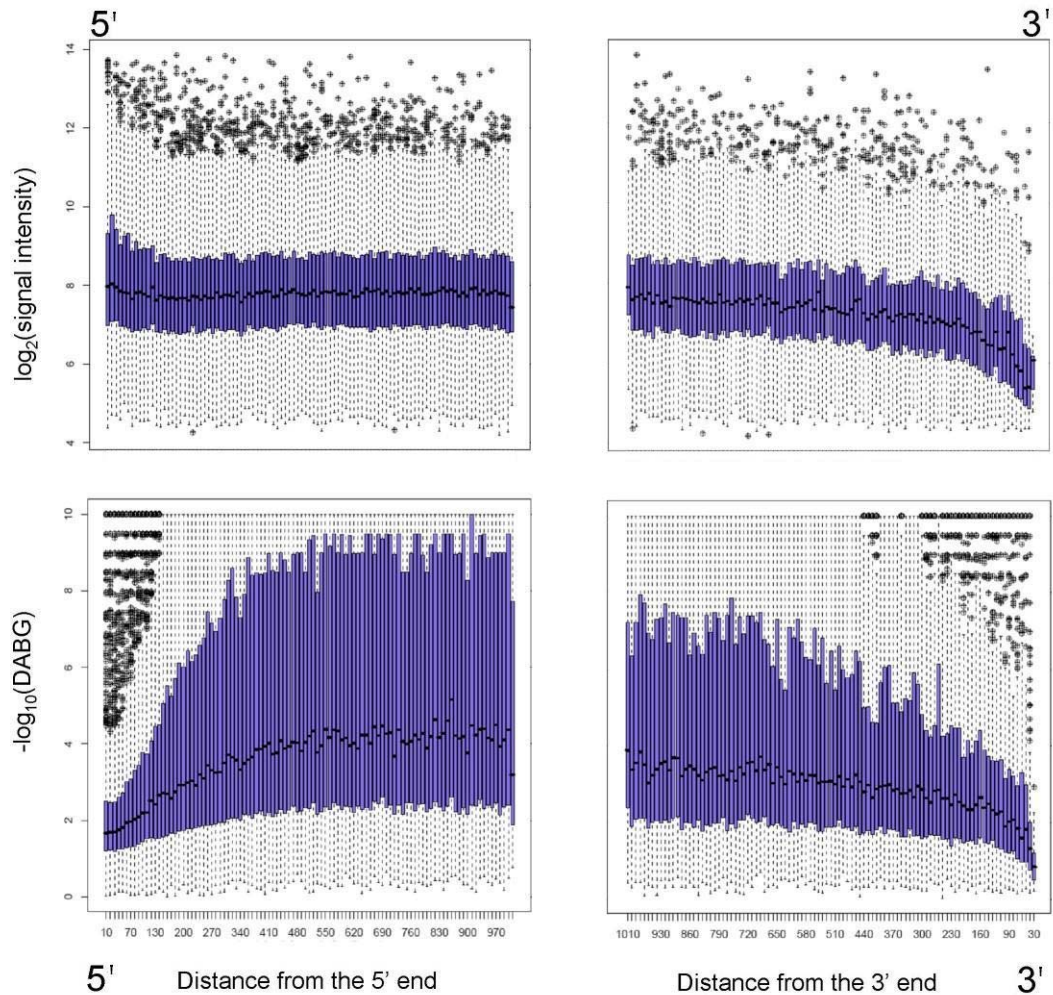 5' 3'
14
12
10
8
6
4
log2(signal intensity)
10
8
6
4
2
0
-log10(DABG)
10 70 130 200 270 340 410 480 550 620 690 760 830 900 970
1010 930 860 790 720 650 580 510 440 370 300 230 160 90 30
5' Distance from the 5' end Distance from the 3' end 3'